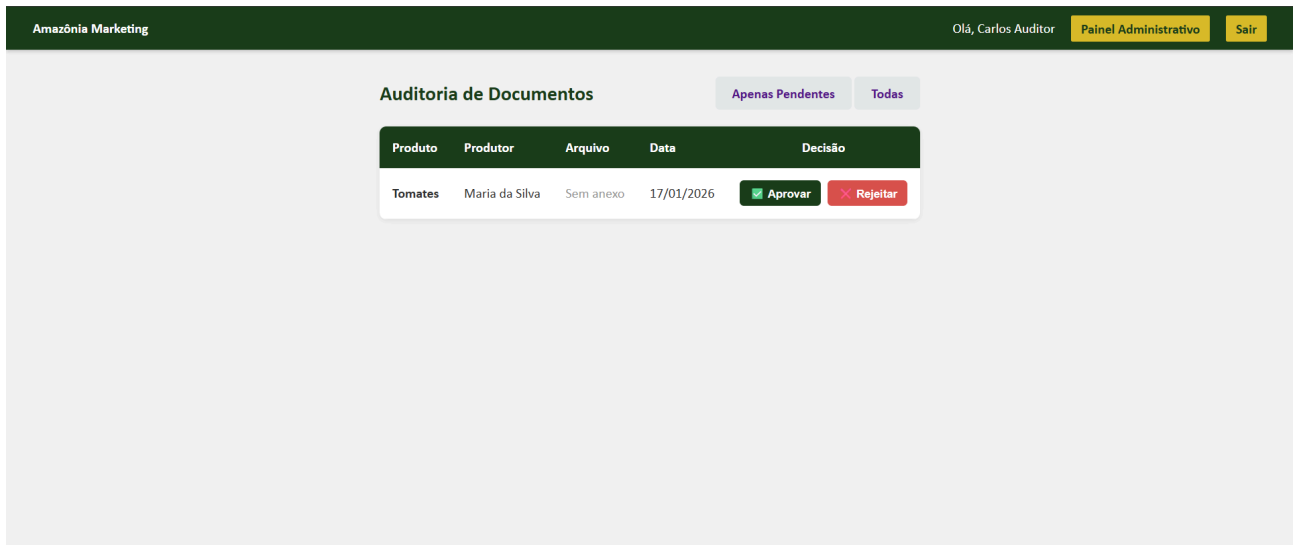 Amazônia Marketing Olá, Carlos Auditor Painel Administrativo Sair
Auditoria de Documentos Apenas Pendentes Todas
Produto Produtor Arquivo Data Decisão
Tomates Maria da Silva Sem anexo 17/01/2026 ✅ Aprovar ❌ Rejeitar